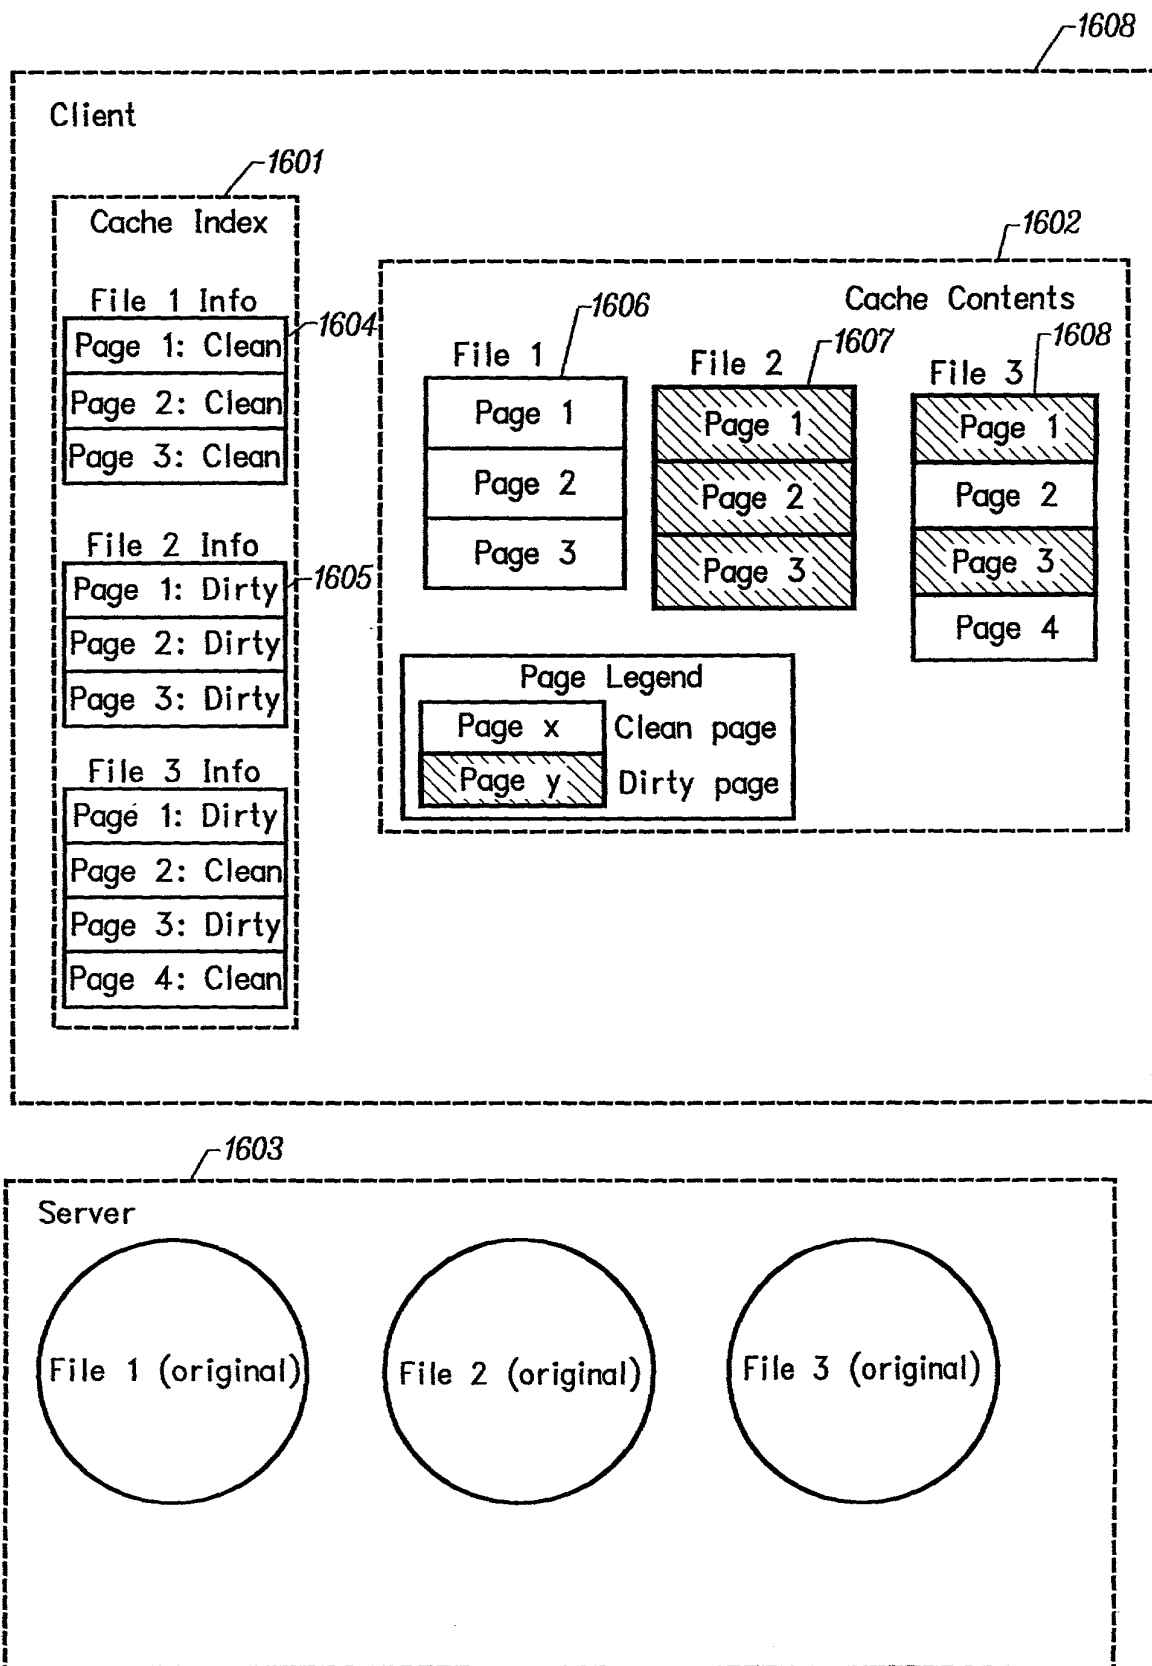 1608
Client
1601
Cache Index
File 1 Info
1604
Page 1: Clean
Page 2: Clean
Page 3: Clean
File 2 Info
1605
Page 1: Dirty
Page 2: Dirty
Page 3: Dirty
File 3 Info
Page 1: Dirty
Page 2: Clean
Page 3: Dirty
Page 4: Clean
1602
Cache Contents
1606
File 1
Page 1
Page 2
Page 3
1607
File 2
Page 1
Page 2
Page 3
1608
File 3
Page 1
Page 2
Page 3
Page 4
Page Legend
Page x Clean page
Page y Dirty page
1603
Server
File 1 (original)
File 2 (original)
File 3 (original)